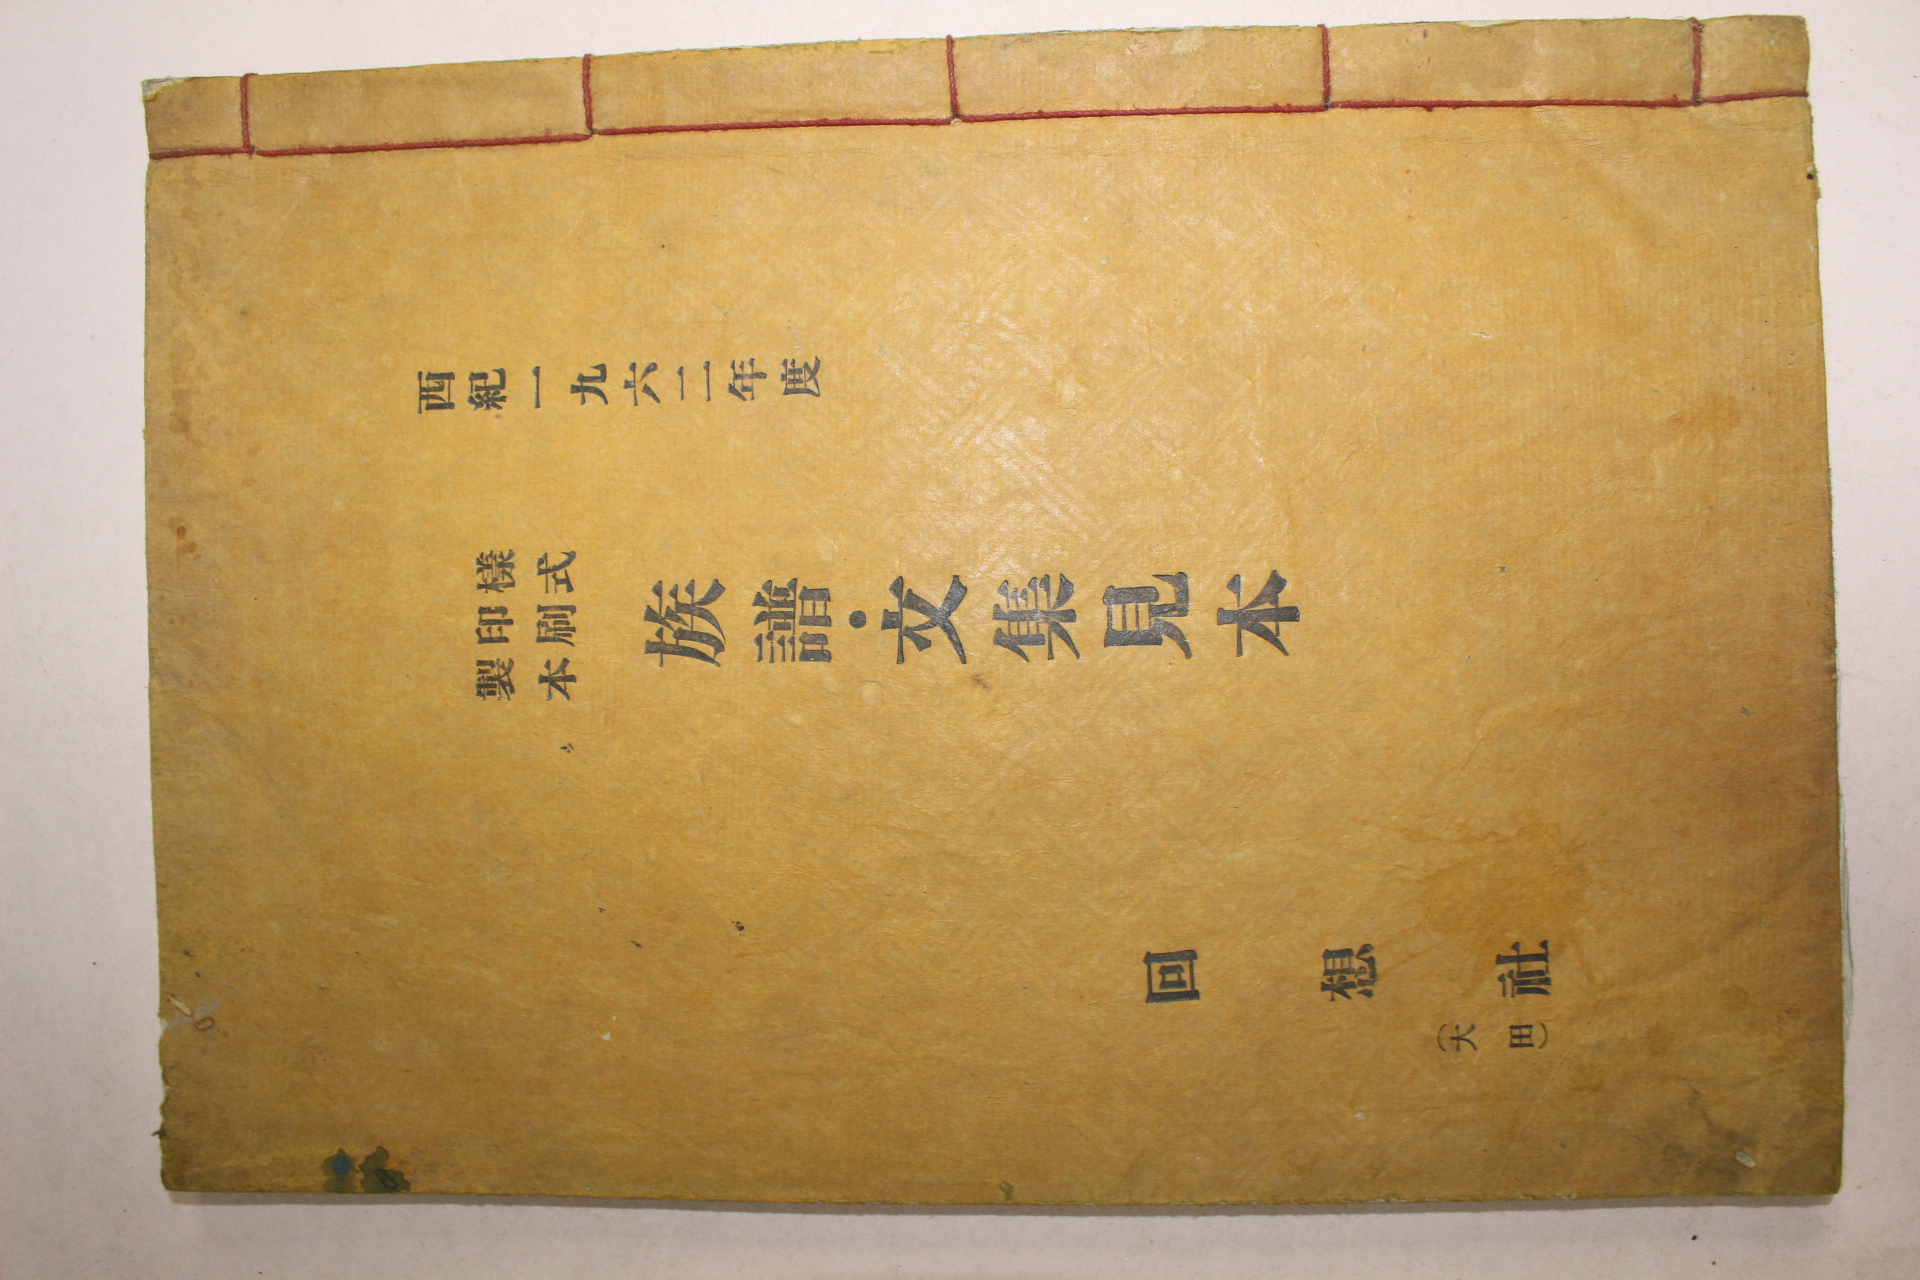 西紀一九六二年度
樣式
印刷
製本
族譜·文集見本
回想社
(大田)